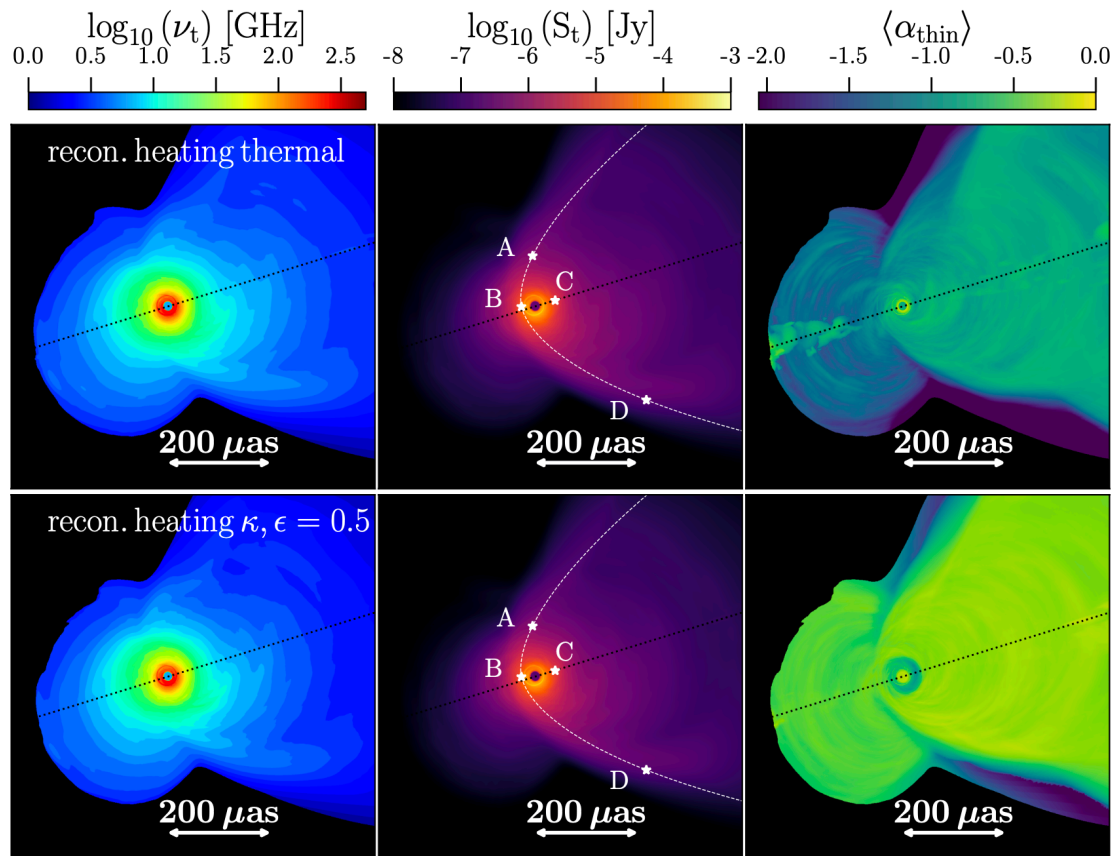 log₁₀ (νₜ) [GHz]
0.0 0.5 1.0 1.5 2.0 2.5
log₁₀ (Sₜ) [Jy]
-8 -7 -6 -5 -4 -3
⟨α_thin⟩
-2.0 -1.5 -1.0 -0.5 0.0
recon. heating thermal
200 μas
A
B
C
D
200 μas
200 μas
recon. heating κ, ϵ = 0.5
200 μas
A
B
C
D
200 μas
200 μas